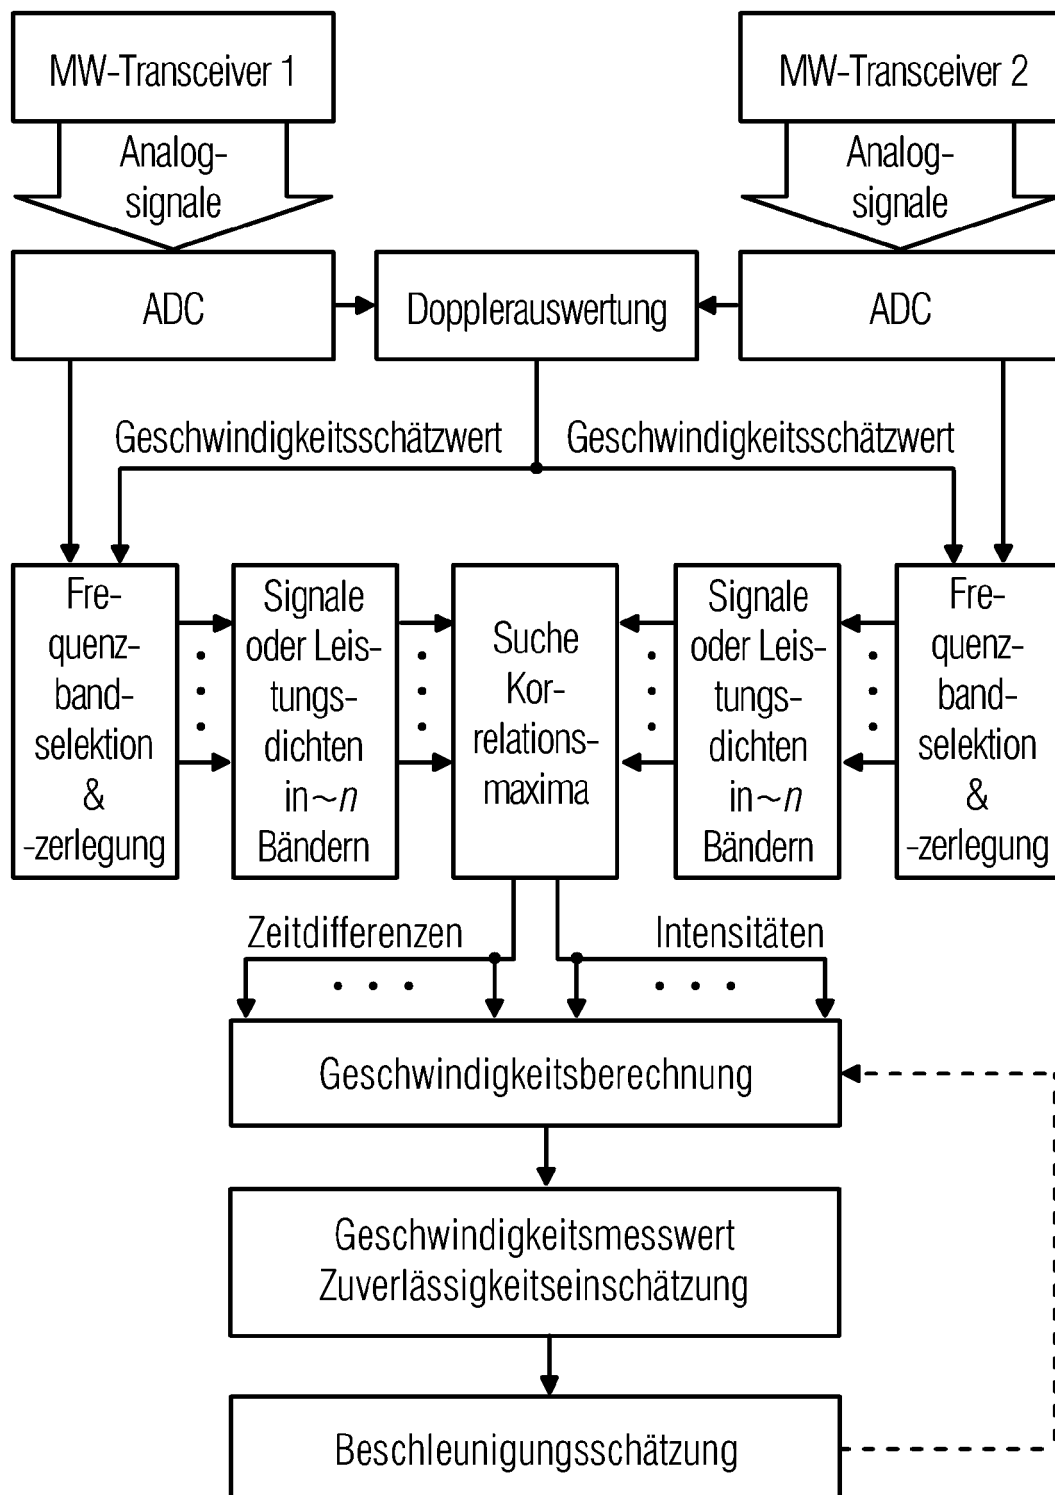 MW-Transceiver 1
MW-Transceiver 2
Analog-
signale
Analog-
signale
ADC
Dopplerauswertung
ADC
Geschwindigkeitsschätzwert
Geschwindigkeitsschätzwert
Fre-
quenz-
band-
selektion
&
-zerlegung
Signale
oder Leis-
tungs-
dichten
in~n
Bändern
Suche
Kor-
relations-
maxima
Signale
oder Leis-
tungs-
dichten
in~n
Bändern
Fre-
quenz-
band-
selektion
&
-zerlegung
Zeitdifferenzen
Intensitäten
Geschwindigkeitsberechnung
Geschwindigkeitsmesswert
Zuverlässigkeitseinschätzung
Beschleunigungsschätzung